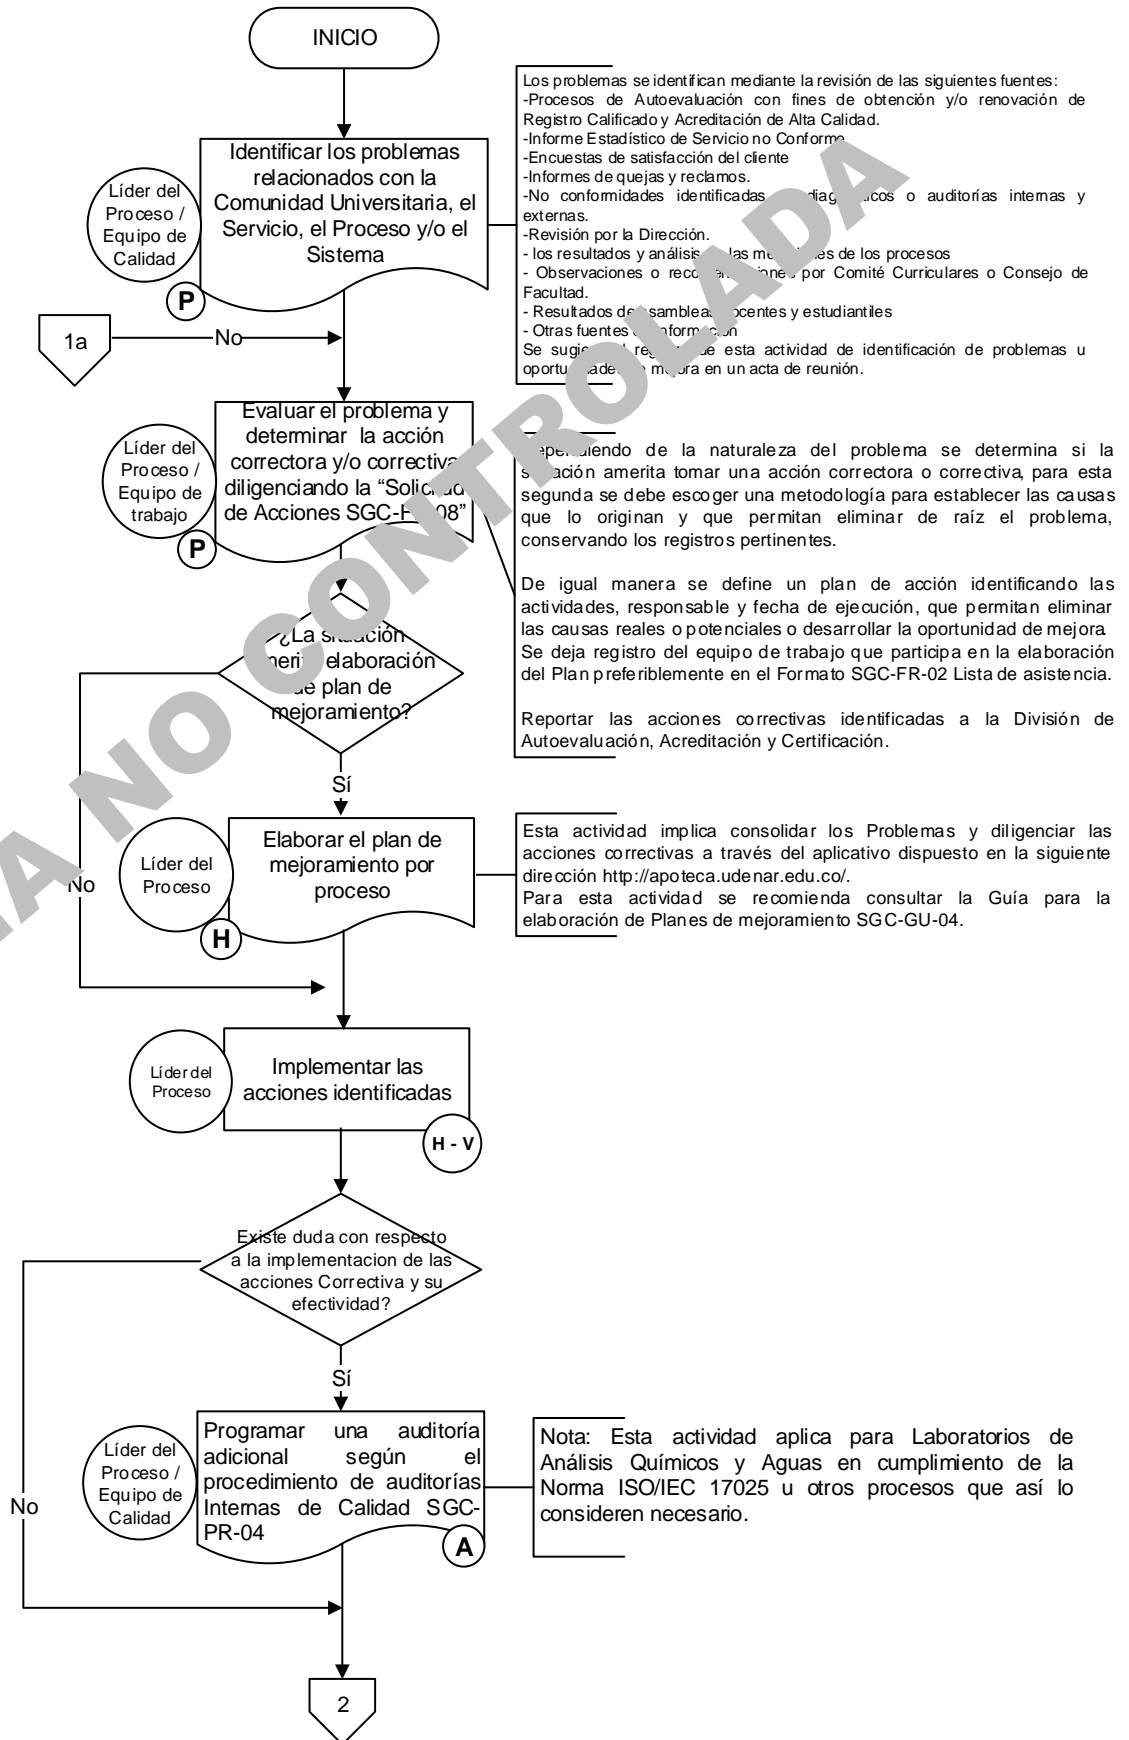 INICIO
Los problemas se identifican mediante la revisión de las siguientes fuentes:
-Procesos de Autoevaluación con fines de obtención y/o renovación de
Registro Calificado y Acreditación de Alta Calidad.
-Informe Estadístico de Servicio no Conforme
-Encuestas de satisfacción del cliente
-Informes de quejas y reclamos.
-No conformidades identificadas o auditorías internas y
externas.
-Revisión por la Dirección.
- los resultados y análisis las de los procesos
- Observaciones o por Comité Curriculares o Consejo de
Facultad.
- Resultados de asambleas docentes y estudiantiles
- Otras fuentes información
Se de esta actividad de identificación de problemas u
mejora en un acta de reunión.
Líder del
Proceso /
Equipo de
Calidad
Identificar los problemas
relacionados con la
Comunidad Universitaria, el
Servicio, el Proceso y/o el
Sistema
P
1a
No
Líder del
Proceso /
Equipo de
trabajo
Evaluar el problema y
determinar la acción
correctora y/o correctiva
diligenciando la “Solicitud
de Acciones
P
de la naturaleza del problema se determina si la
situación amerita tomar una acción correctora o correctiva, para esta
segunda se debe escoger una metodología para establecer las causas
que lo originan y que permitan eliminar de raíz el problema,
conservando los registros pertinentes.
De igual manera se define un plan de acción identificando las
actividades, responsable y fecha de ejecución, que permitan eliminar
las causas reales o potenciales o desarrollar la oportunidad de mejora.
Se deja registro del equipo de trabajo que participa en la elaboración
del Plan preferiblemente en el Formato SGC-FR-02 Lista de asistencia.
Reportar las acciones correctivas identificadas a la División de
Autoevaluación, Acreditación y Certificación.
¿La situación
elaboración
de plan de
mejoramiento?
Sí
No
Líder del
Proceso
Elaborar el plan de
mejoramiento por
proceso
H
Esta actividad implica consolidar los Problemas y diligenciar las
acciones correctivas a través del aplicativo dispuesto en la siguiente
dirección http://apoteca.udenar.edu.co/.
Para esta actividad se recomienda consultar la Guía para la
elaboración de Planes de mejoramiento SGC-GU-04.
Líder del
Proceso
Implementar las
acciones identificadas
H - V
Existe duda con respecto
a la implementacion de las
acciones Correctiva y su
efectividad?
Sí
No
Líder del
Proceso /
Equipo de
Calidad
Programar una auditoría
adicional según el
procedimiento de auditorías
Internas de Calidad SGC-
PR-04
A
Nota: Esta actividad aplica para Laboratorios de
Análisis Químicos y Aguas en cumplimiento de la
Norma ISO/IEC 17025 u otros procesos que así lo
consideren necesario.
2
NO CONTROLADA